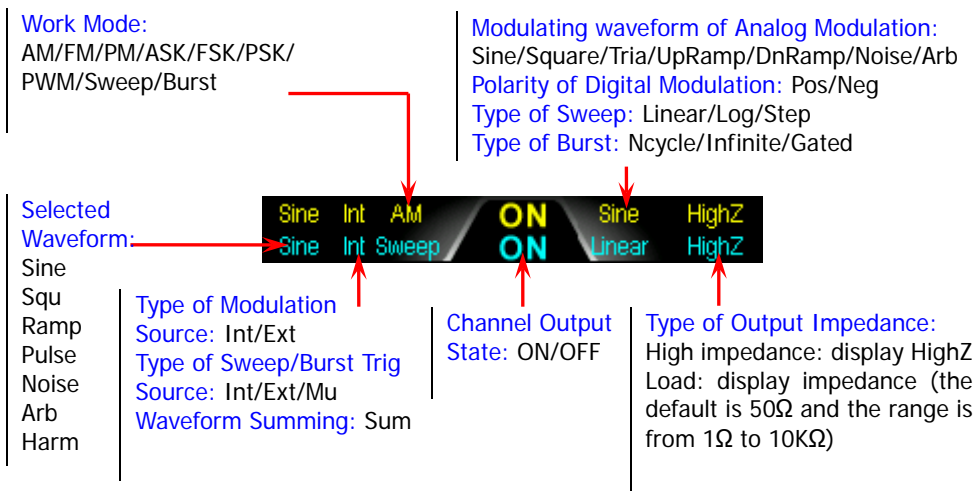 Work Mode:
AM/FM/PM/ASK/FSK/PSK/
PWM/Sweep/Burst
Modulating waveform of Analog Modulation:
Sine/Square/Tria/UpRamp/DnRamp/Noise/Arb
Polarity of Digital Modulation: Pos/Neg
Type of Sweep: Linear/Log/Step
Type of Burst: Ncycle/Infinite/Gated
Sine Int AM ON Sine HighZ
Sine Int Sweep ON Linear HighZ
Selected
Waveform:
Sine
Squ
Ramp
Pulse
Noise
Arb
Harm
Type of Modulation
Source: Int/Ext
Type of Sweep/Burst Trig
Source: Int/Ext/Mu
Waveform Summing: Sum
Channel Output
State: ON/OFF
Type of Output Impedance:
High impedance: display HighZ
Load: display impedance (the
default is 50Ω and the range is
from 1Ω to 10KΩ)